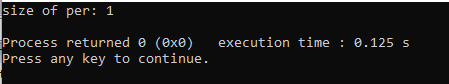 size of per: 1
Process returned 0 (0x0)   execution time : 0.125 s
Press any key to continue.